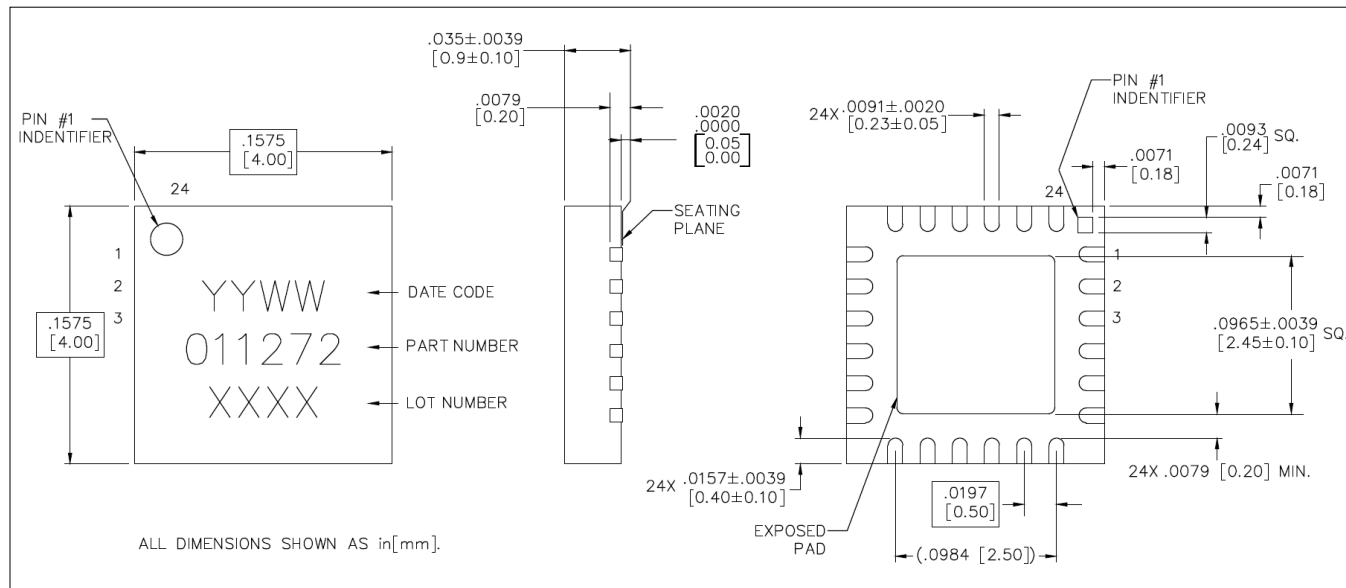 PIN #1
INDENTIFIER
.1575
[4.00]
24
1
2
3
.1575
[4.00]
YYWW
011272
XXXX
DATE CODE
PART NUMBER
LOT NUMBER
ALL DIMENSIONS SHOWN AS in[mm].
.035±.0039
[0.9±0.10]
.0079
[0.20]
.0020
.0000
[0.05
0.00]
SEATING
PLANE
24X .0091±.0020
[0.23±0.05]
PIN #1
INDENTIFIER
.0093
[0.24] SQ.
.0071
[0.18]
.0071
[0.18]
24
1
2
3
.0965±.0039
[2.45±0.10] SQ.
24X .0157±.0039
[0.40±0.10]
.0197
[0.50]
24X .0079 [0.20] MIN.
EXPOSED
PAD
(.0984 [2.50])